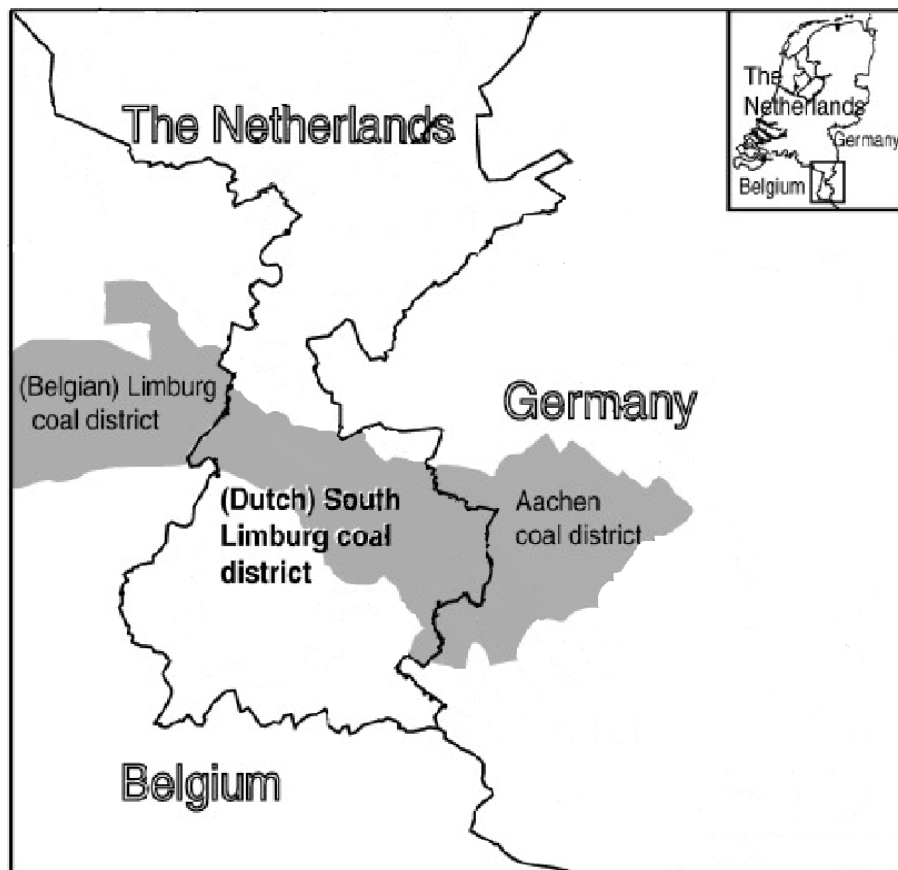 The Netherlands
The
Netherlands
Germany
Belgium
(Belgian) Limburg
coal district
Germany
(Dutch) South
Limburg coal
district
Aachen
coal district
Belgium